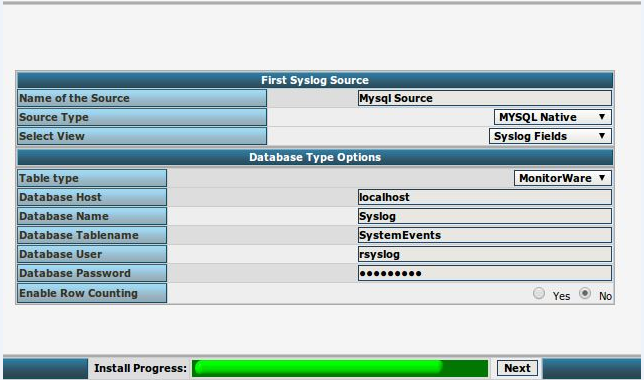 First Syslog Source
Name of the Source Mysql Source
Source Type MYSQL Native
Select View Syslog Fields
Database Type Options
Table type MonitorWare
Database Host localhost
Database Name Syslog
Database Tablename SystemEvents
Database User rsyslog
Database Password •••••••••
Enable Row Counting Yes No
Install Progress: Next